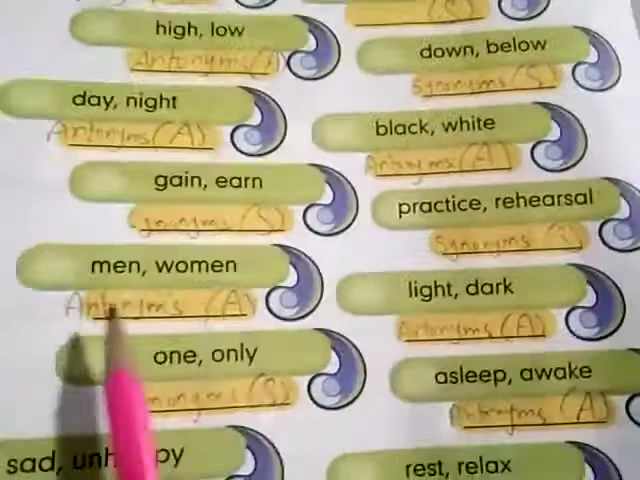 (S)
high, low
Antonyms (A)
down, below
Synonyms (S)
day, night
Antonyms (A)
black, white
Antonyms (A)
gain, earn
Synonyms (S)
practice, rehearsal
Synonyms (S)
men, women
Antonyms (A)
light, dark
Antonyms (A)
one, only
(S)
asleep, awake
Antonyms (A)
sad,
rest, relax